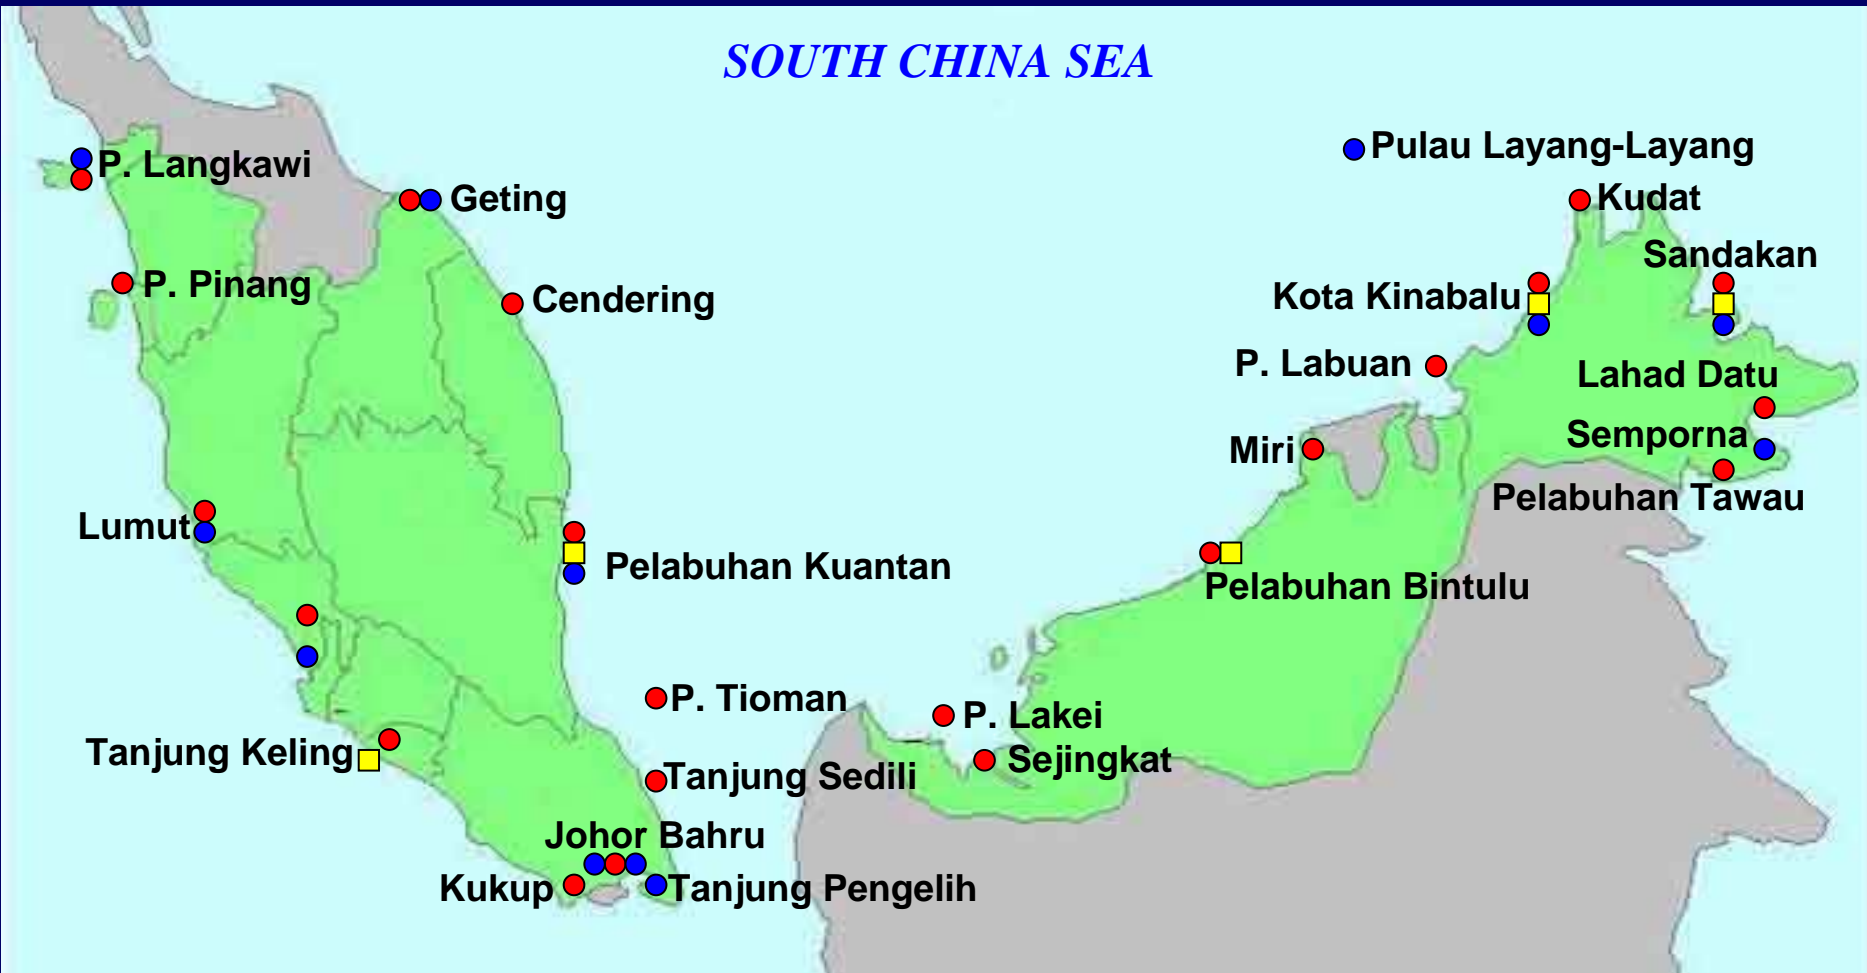 SOUTH CHINA SEA
Pulau Layang-Layang
P. Langkawi
Geting
Kudat
Sandakan
P. Pinang
Cendering
Kota Kinabalu
P. Labuan
Lahad Datu
Semporna
Miri
Pelabuhan Tawau
Lumut
Pelabuhan Kuantan
Pelabuhan Bintulu
P. Tioman
P. Lakei
Tanjung Keling
Sejingkat
Tanjung Sedili
Johor Bahru
Kukup
Tanjung Pengelih